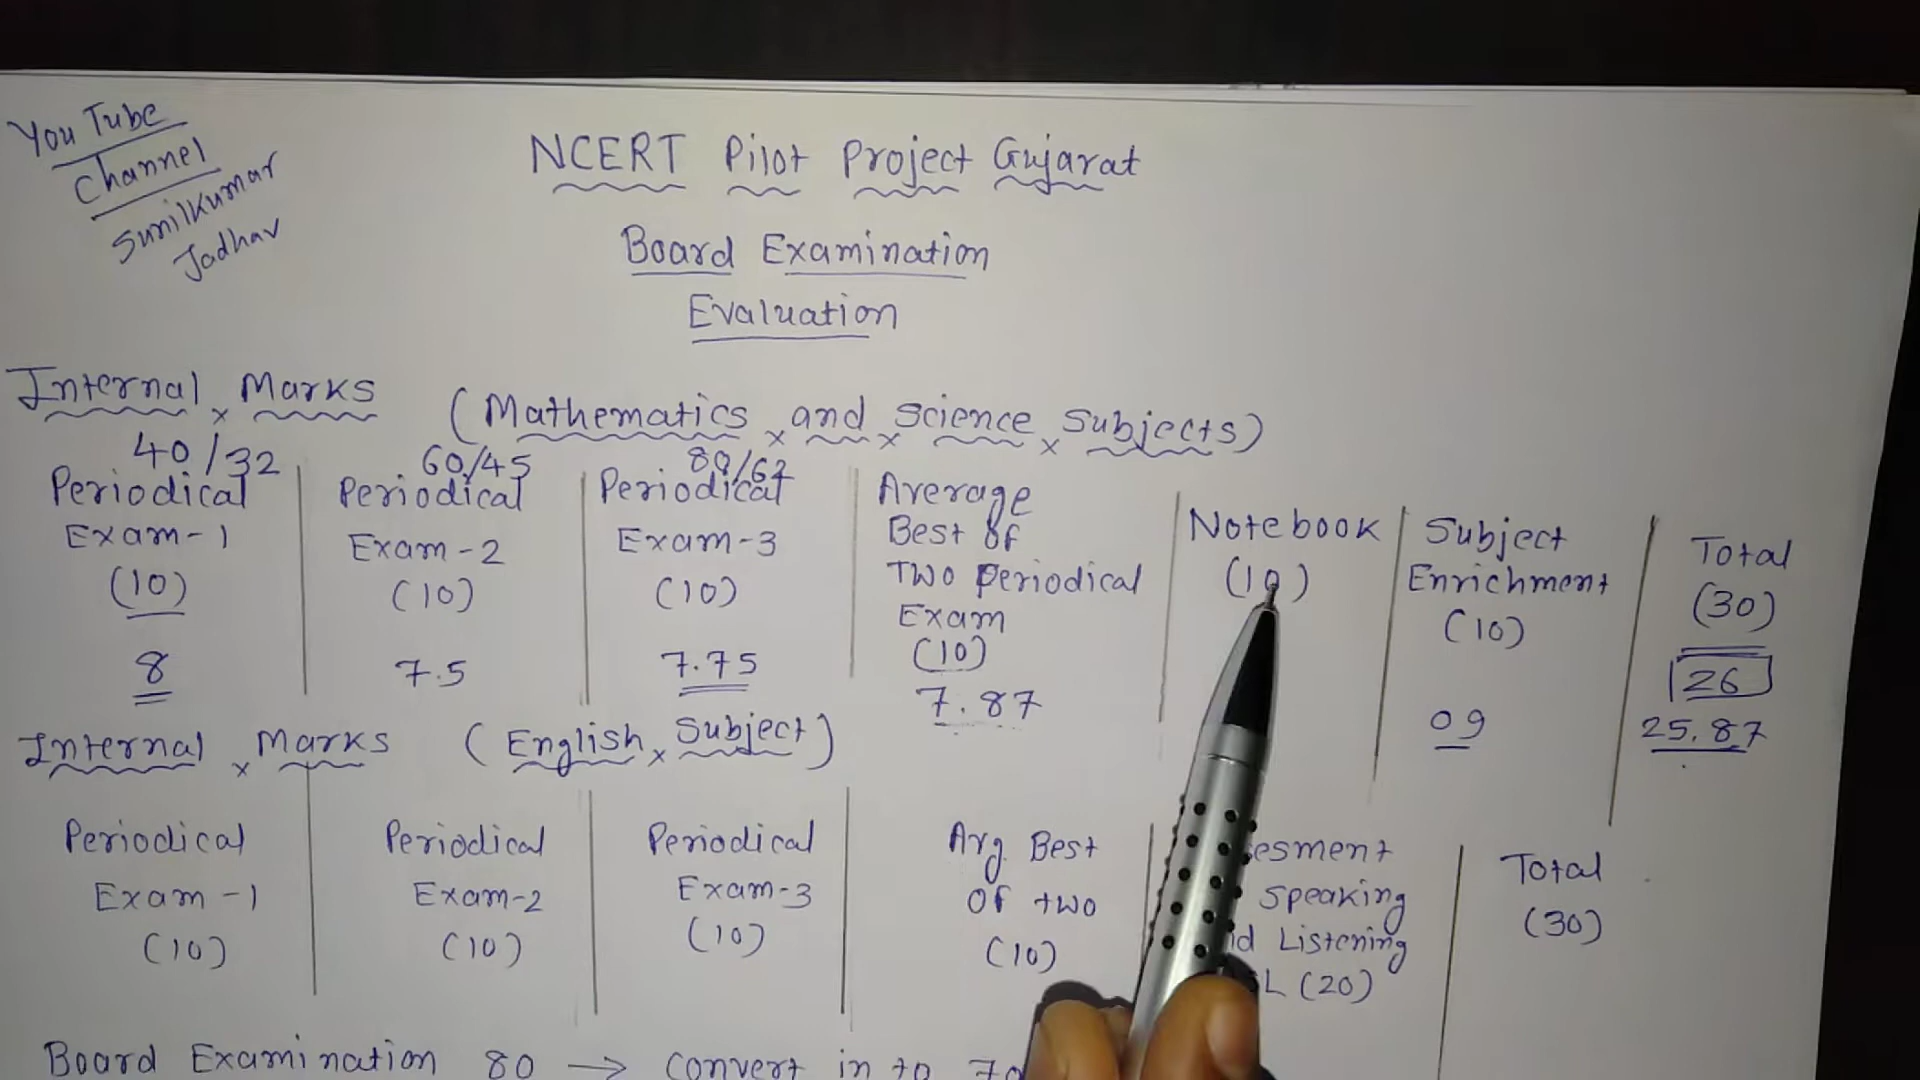 YouTube
Channel
Sunilkumar
Jadhav
NCERT Pilot Project Gujarat
Board Examination
Evaluation
Internal Marks (Mathematics and Science Subjects)
40/32
Periodical
Exam-1
(10)
8
60/45
Periodical
Exam-2
(10)
7.5
80/62
Periodical
Exam-3
(10)
7.75
Average
Best of
Two Periodical
Exam
(10)
7.87
Notebook
(10)
Subject
Enrichment
(10)
09
Total
(30)
26
25.87
Internal Marks (English Subject)
Periodical
Exam-1
(10)
Periodical
Exam-2
(10)
Periodical
Exam-3
(10)
Avg. Best
of two
(10)
Speaking
Listening
(20)
Total
(30)
Board Examination 80 → Convert in to